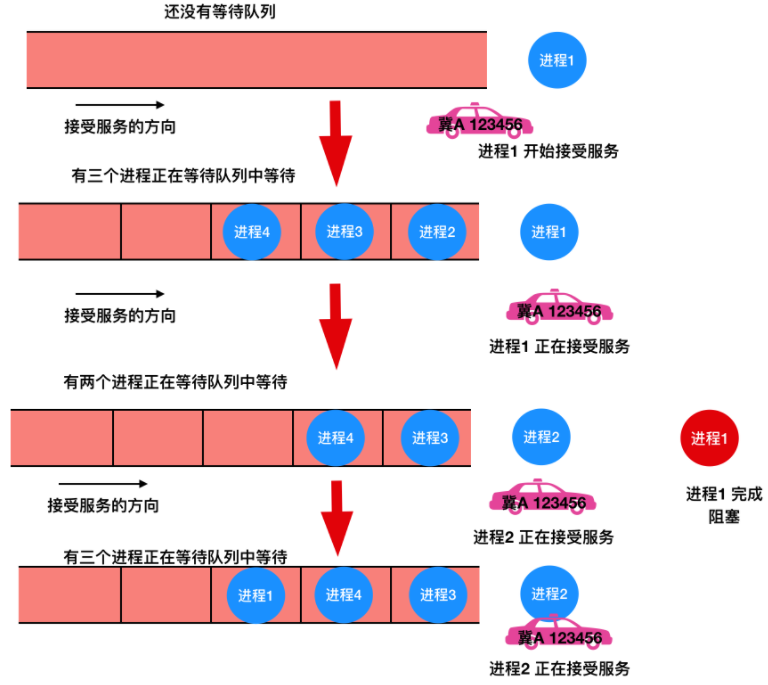 还没有等待队列
进程1
接受服务的方向
冀A 123456
进程1 开始接受服务
有三个进程正在等待队列中等待
进程4 进程3 进程2 进程1
接受服务的方向
冀A 123456
进程1 正在接受服务
有两个进程正在等待队列中等待
进程4 进程3 进程2 进程1
接受服务的方向
冀A 123456
进程1 完成
阻塞
进程2 正在接受服务
有三个进程正在等待队列中等待
进程1 进程4 进程3 进程2
冀A 123456
进程2 正在接受服务